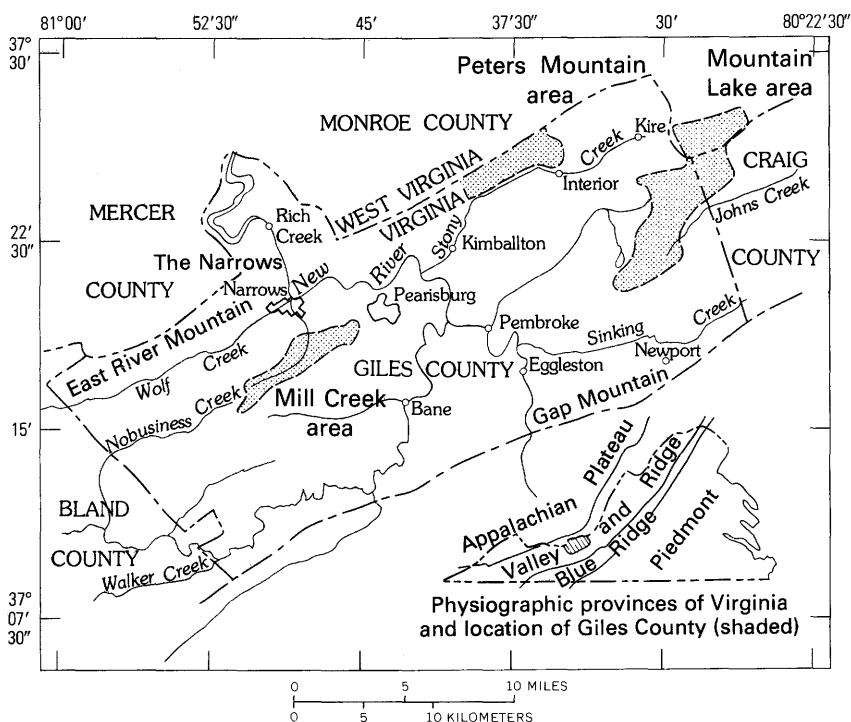 81°00'
52'30"
45'
37'30"
30'
80°22'30"
37°
30'
Peters Mountain
area
Mountain
Lake area
MONROE COUNTY
Kire
Creek
CRAIG
WEST VIRGINIA
VIRGINIA
Interior
Johns Creek
MERCER
Rich
Creek
Stony
Kimballton
22'
30"
The Narrows
New
River
COUNTY
COUNTY
Narrows
Pearisburg
East River Mountain
Pembroke
Sinking
Creek
Newport
Wolf
Creek
GILES COUNTY
Eggleston
Nobusiness
Creek
Mill Creek
area
Bane
Gap Mountain
15'
BLAND
COUNTY
Walker Creek
37°
07'
30"
Appalachian
Plateau
Valley
and
Ridge
Blue
Ridge
Piedmont
Physiographic provinces of Virginia
and location of Giles County (shaded)
0 5 10 MILES
0 5 10 KILOMETERS